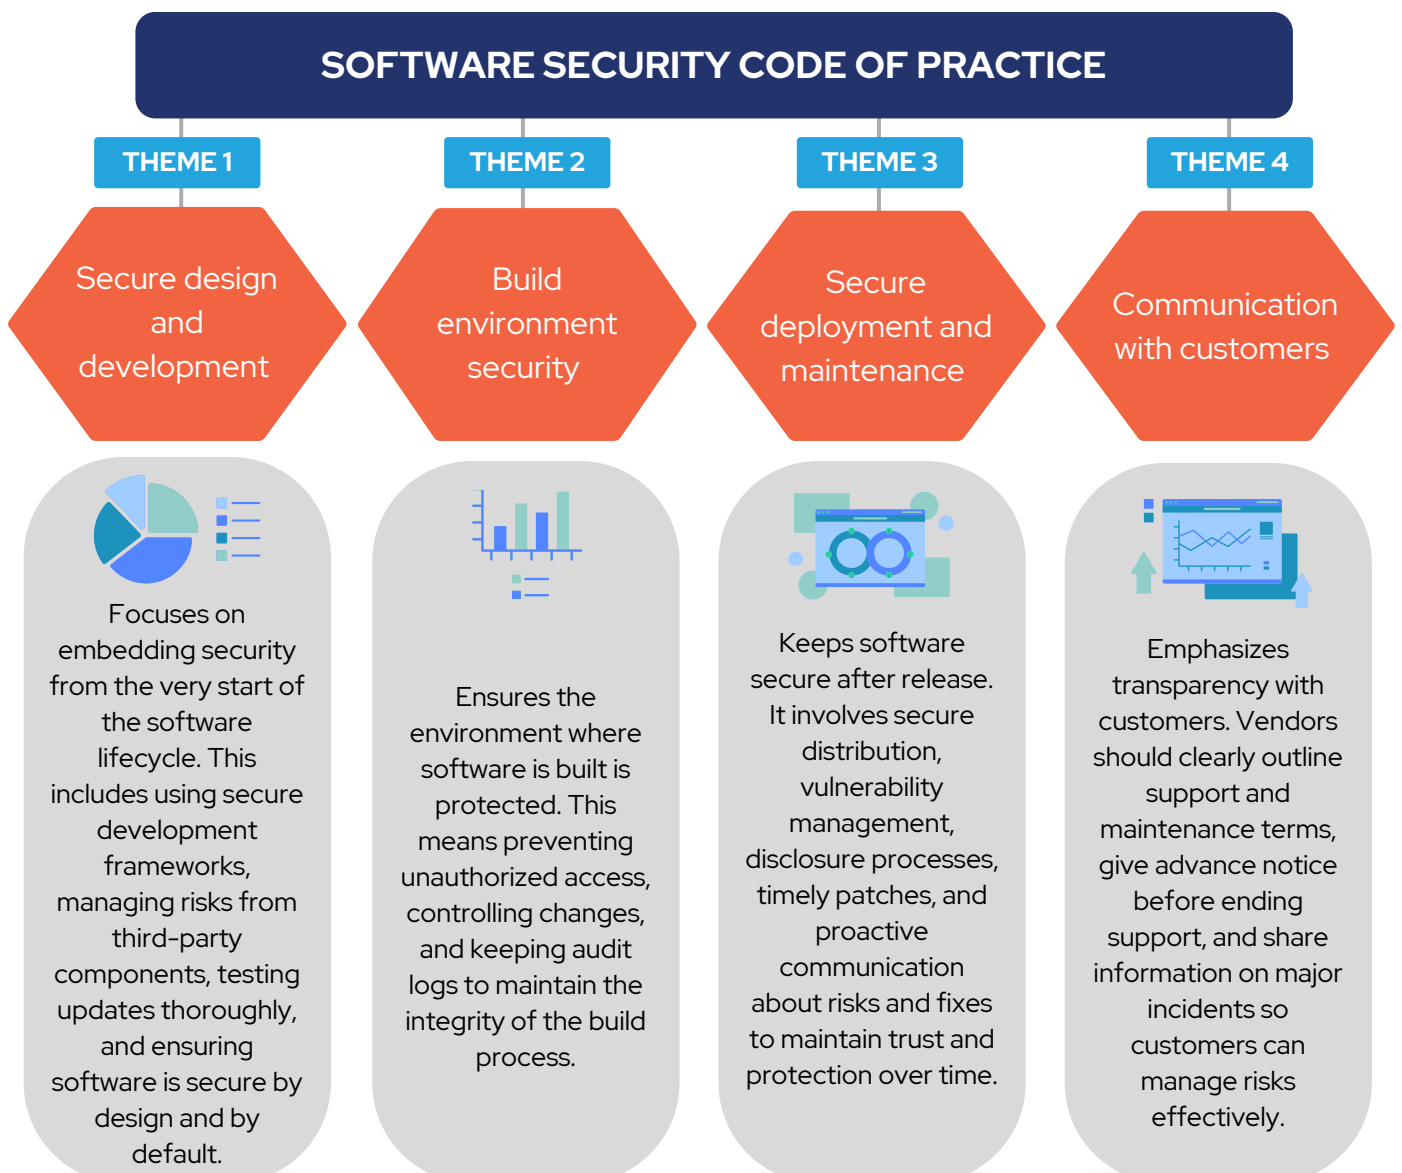 SOFTWARE SECURITY CODE OF PRACTICE
THEME 1
Secure design
and
development
Focuses on
embedding security
from the very start of
the software
lifecycle. This
includes using secure
development
frameworks,
managing risks from
third-party
components, testing
updates thoroughly,
and ensuring
software is secure by
design and by
default.
THEME 2
Build
environment
security
Ensures the
environment where
software is built is
protected. This
means preventing
unauthorized access,
controlling changes,
and keeping audit
logs to maintain the
integrity of the build
process.
THEME 3
Secure
deployment and
maintenance
Keeps software
secure after release.
It involves secure
distribution,
vulnerability
management,
disclosure processes,
timely patches, and
proactive
communication
about risks and fixes
to maintain trust and
protection over time.
THEME 4
Communication
with customers
Emphasizes
transparency with
customers. Vendors
should clearly outline
support and
maintenance terms,
give advance notice
before ending
support, and share
information on major
incidents so
customers can
manage risks
effectively.